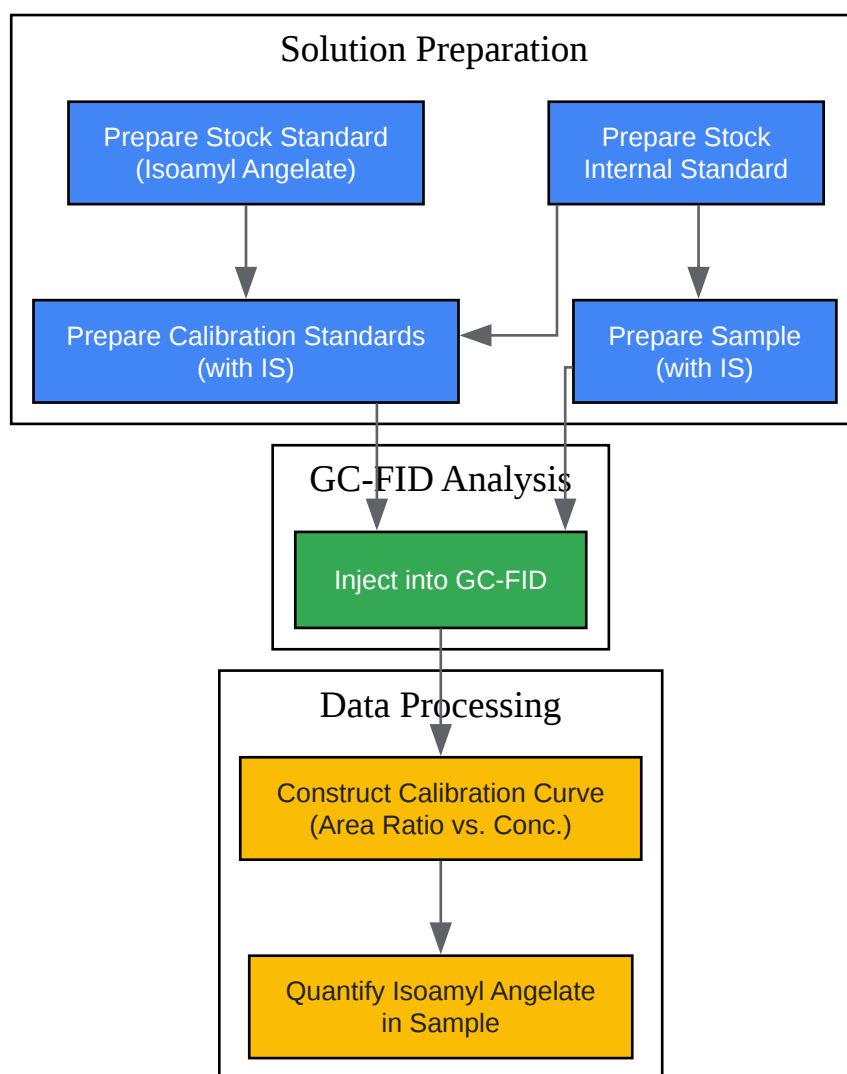 Solution Preparation
Prepare Stock Standard
(Isoamyl Angelate)
Prepare Stock
Internal Standard
Prepare Calibration Standards
(with IS)
Prepare Sample
(with IS)
GC-FID Analysis
Inject into GC-FID
Data Processing
Construct Calibration Curve
(Area Ratio vs. Conc.)
Quantify Isoamyl Angelate
in Sample